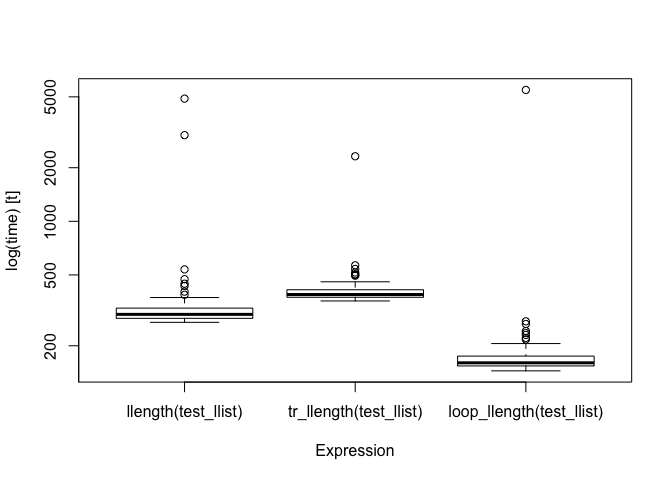 5000
2000
1000
500
200
log(time) [t]
llength(test_llist)
tr_llength(test_llist)
loop_llength(test_llist)
Expression